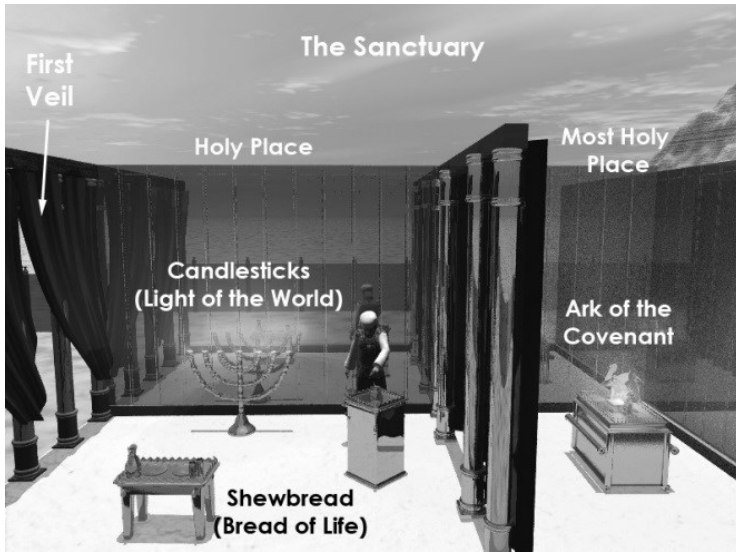 The Sanctuary
First
Veil
Holy Place
Most Holy
Place
Candlesticks
(Light of the World)
Ark of the
Covenant
Shewbread
(Bread of Life)